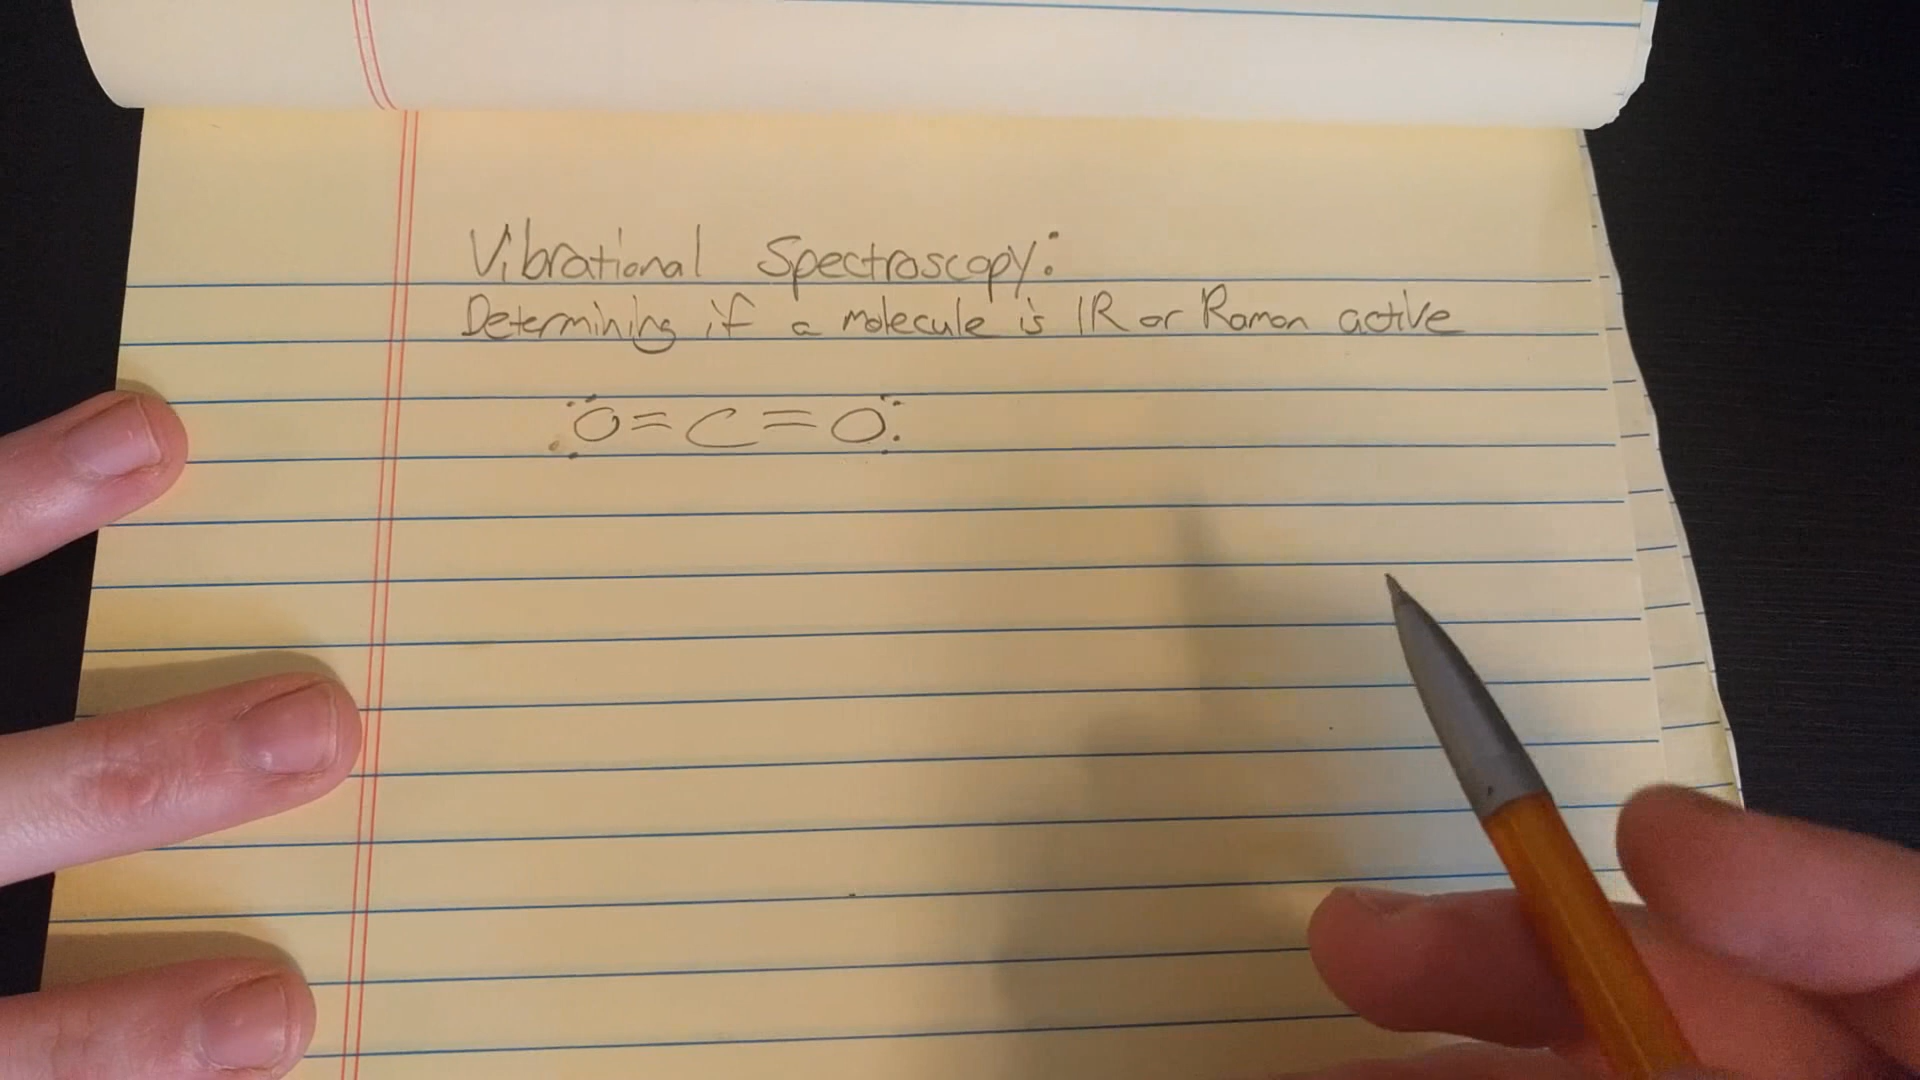 Vibrational Spectroscopy:
Determining if a molecule is IR or Raman active
O=C=O